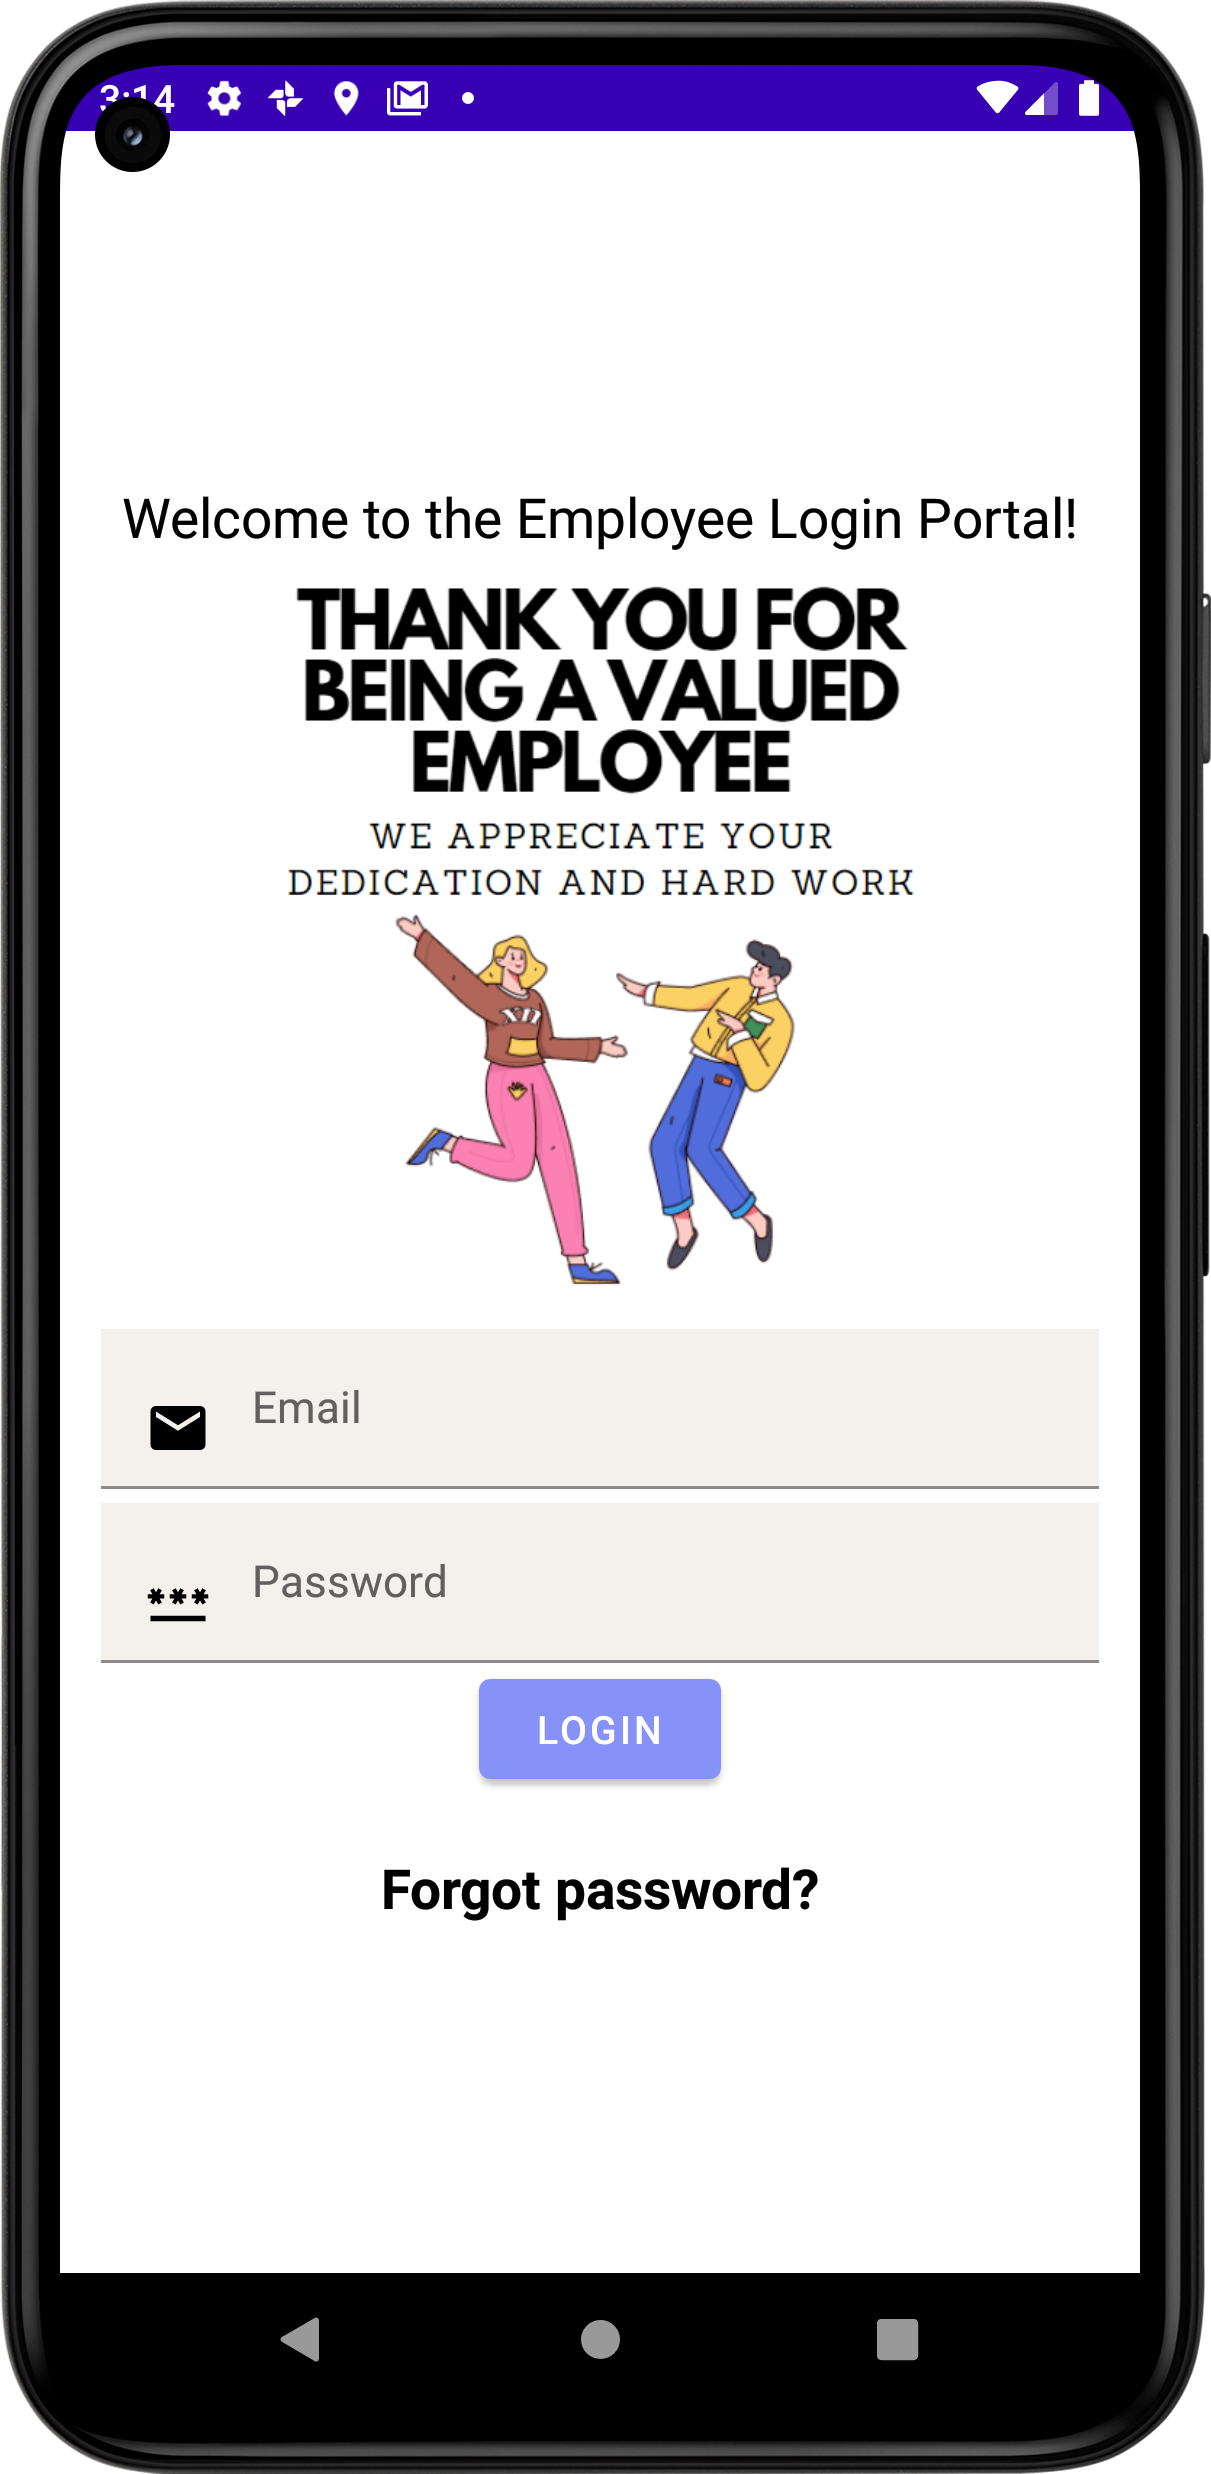 3:14
Welcome to the Employee Login Portal!
THANK YOU FOR
BEING A VALUED
EMPLOYEE
WE APPRECIATE YOUR
DEDICATION AND HARD WORK
Email
***
Password
LOGIN
Forgot password?